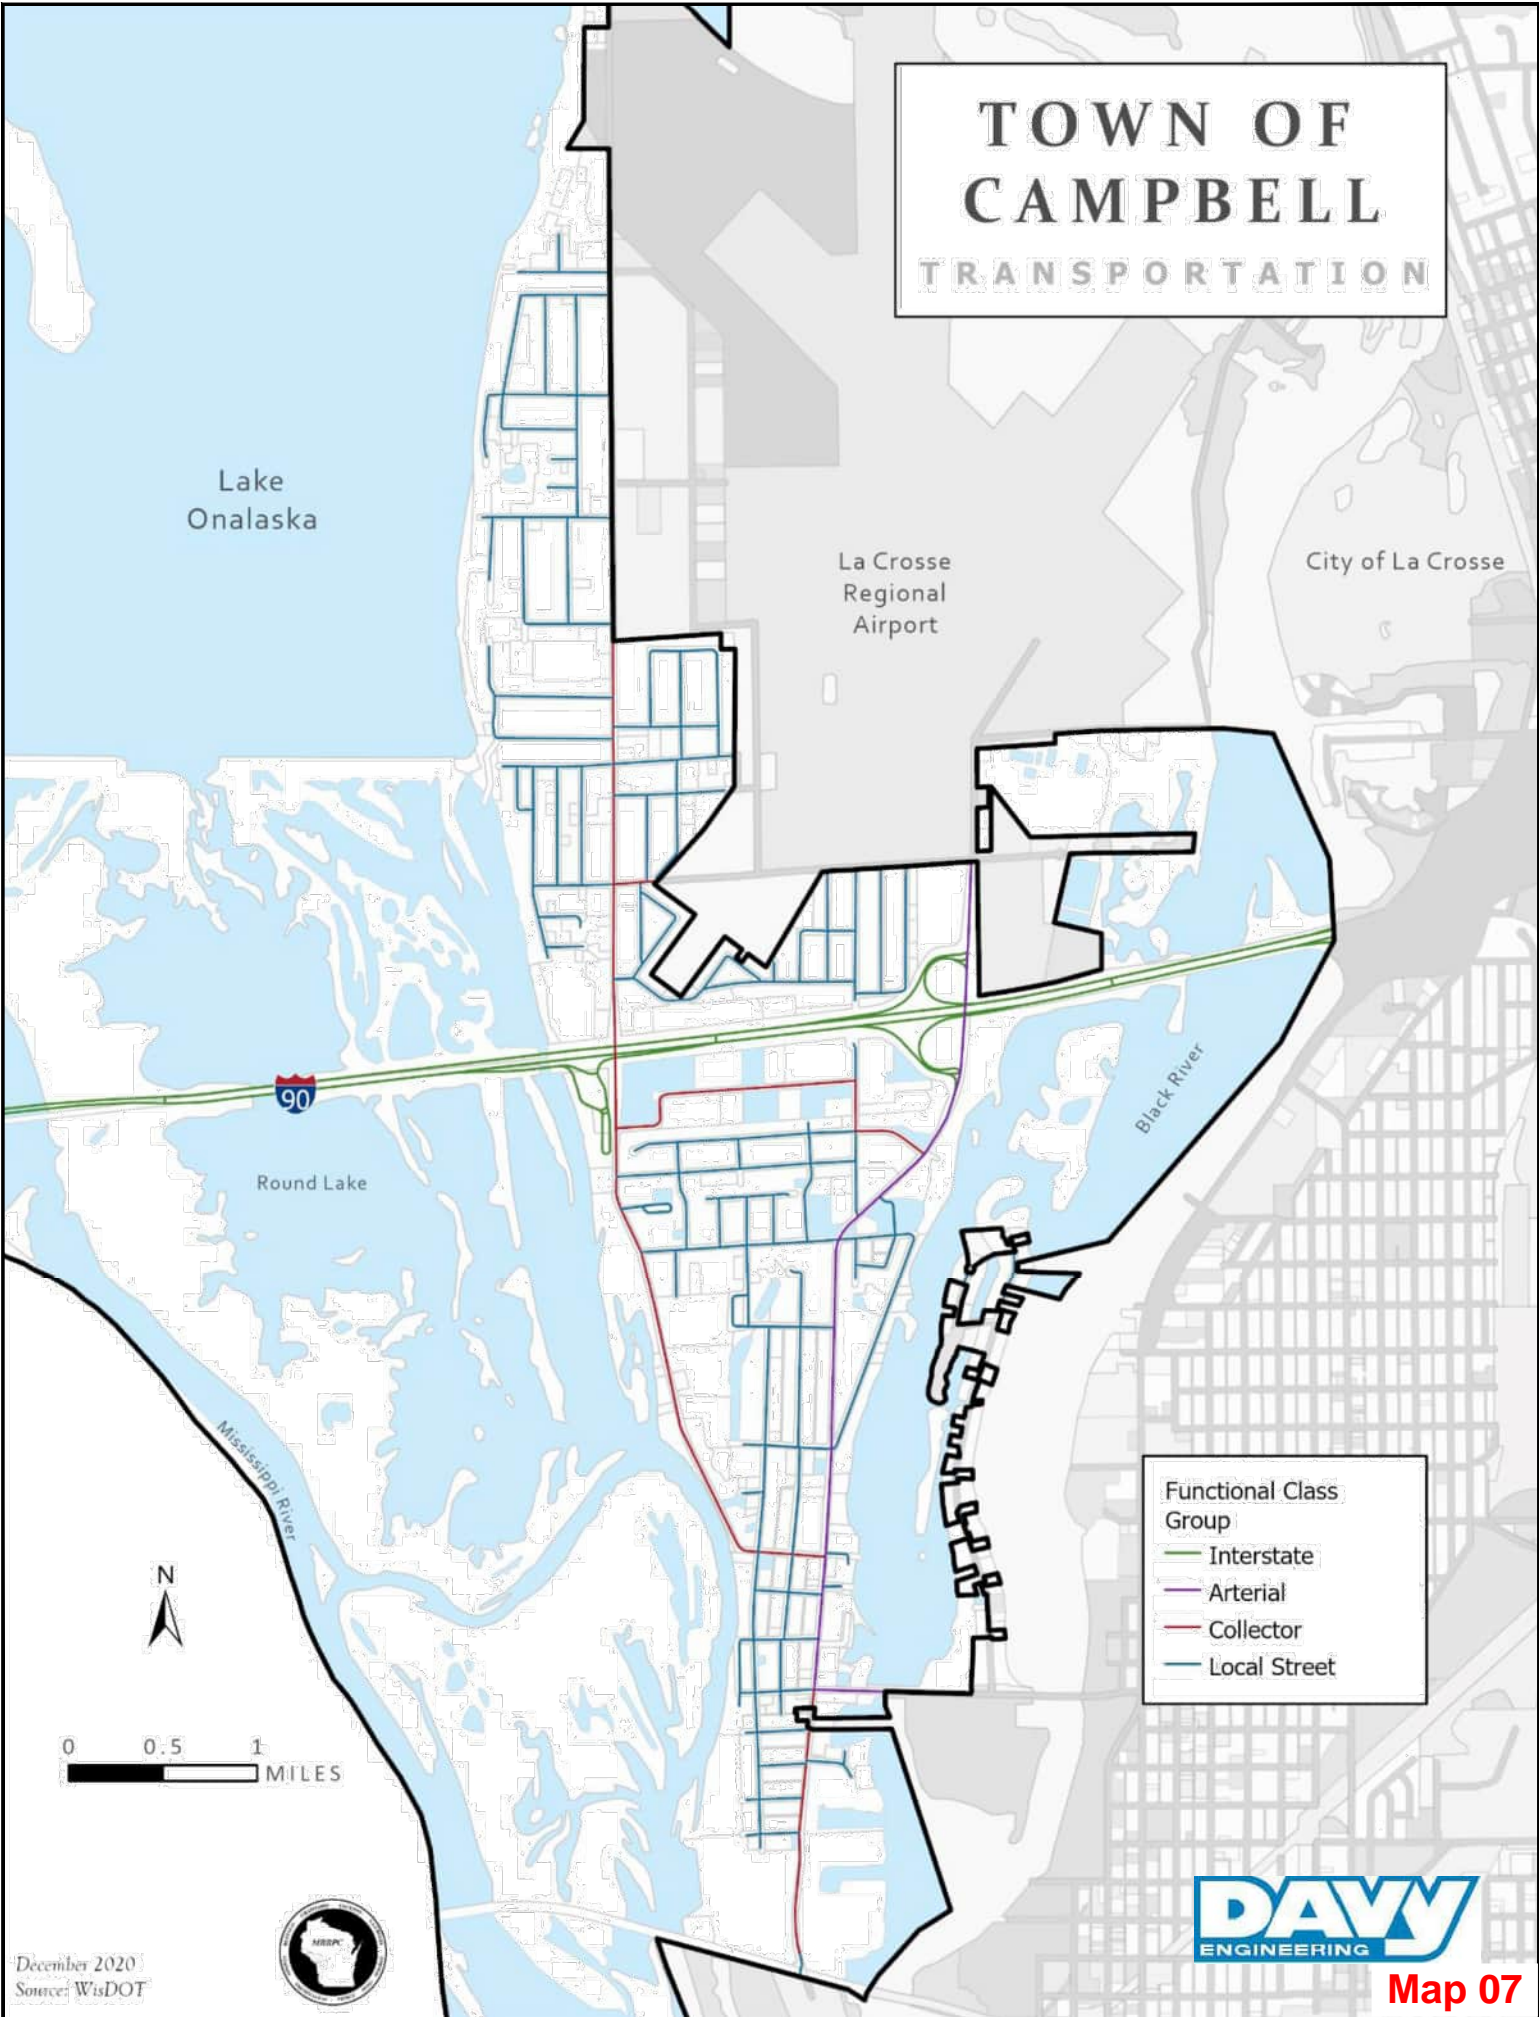 TOWN OF
CAMPBELL
TRANSPORTATION
Lake
Onalaska
La Crosse
Regional
Airport
City of La Crosse
90
Black River
Round Lake
Mississippi River
Functional Class
Group
Interstate
Arterial
Collector
Local Street
N
0 0.5 1
MILES
MRRPC
DAVY
ENGINEERING
December 2020
Source: WisDOT
Map 07